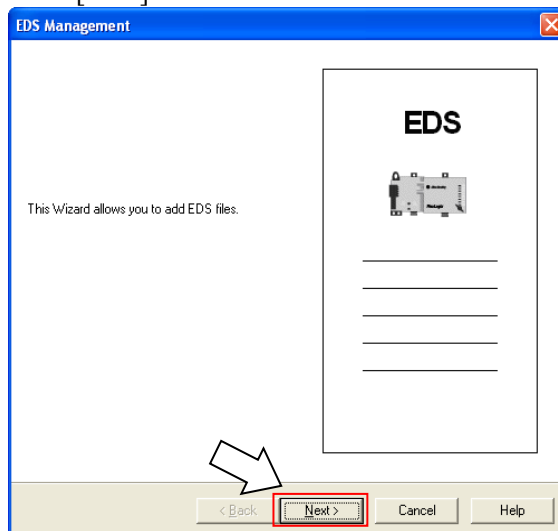 EDS Management
EDS
This Wizard allows you to add EDS files.
< Back
Next >
Cancel
Help